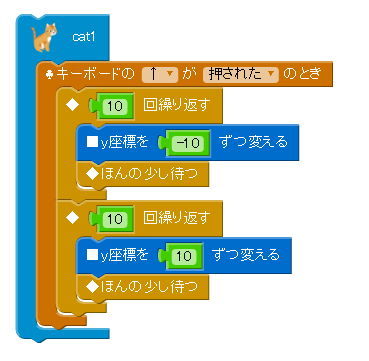 cat1
✱キーボードの ↑ ▼ が 押された ▼ のとき
◆ 10 回繰り返す
■y座標を -10 ずつ変える
◆ほんの少し待つ
◆ 10 回繰り返す
■y座標を 10 ずつ変える
◆ほんの少し待つ